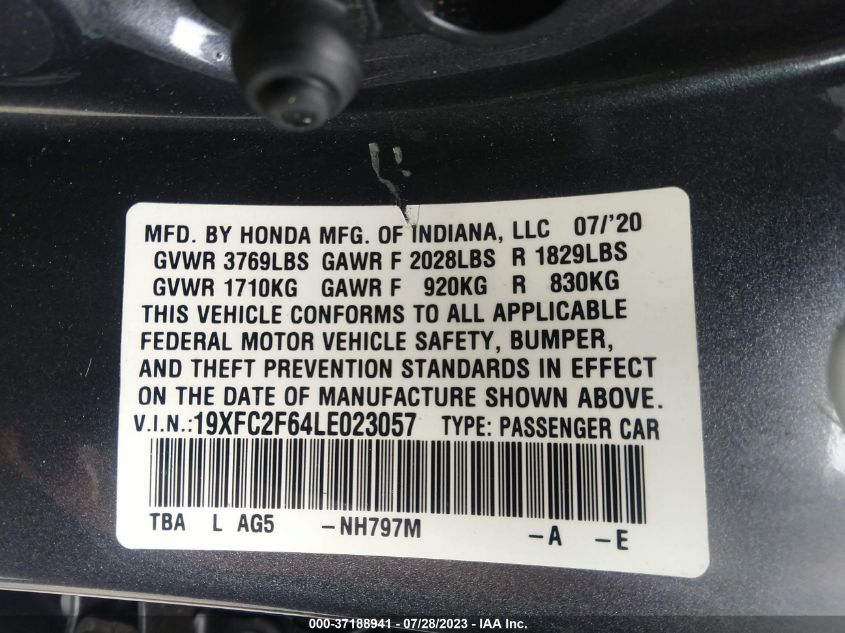 MFD. BY HONDA MFG. OF INDIANA, LLC 07/'20
GVWR 3769LBS GAWR F 2028LBS R 1829LBS
GVWR 1710KG GAWR F 920KG R 830KG
THIS VEHICLE CONFORMS TO ALL APPLICABLE
FEDERAL MOTOR VEHICLE SAFETY, BUMPER,
AND THEFT PREVENTION STANDARDS IN EFFECT
ON THE DATE OF MANUFACTURE SHOWN ABOVE.
V.I.N.:19XFC2F64LE023057 TYPE: PASSENGER CAR
TBA L AG5 -NH797M -A -E
000-37188941 - 07/28/2023 - IAA Inc.